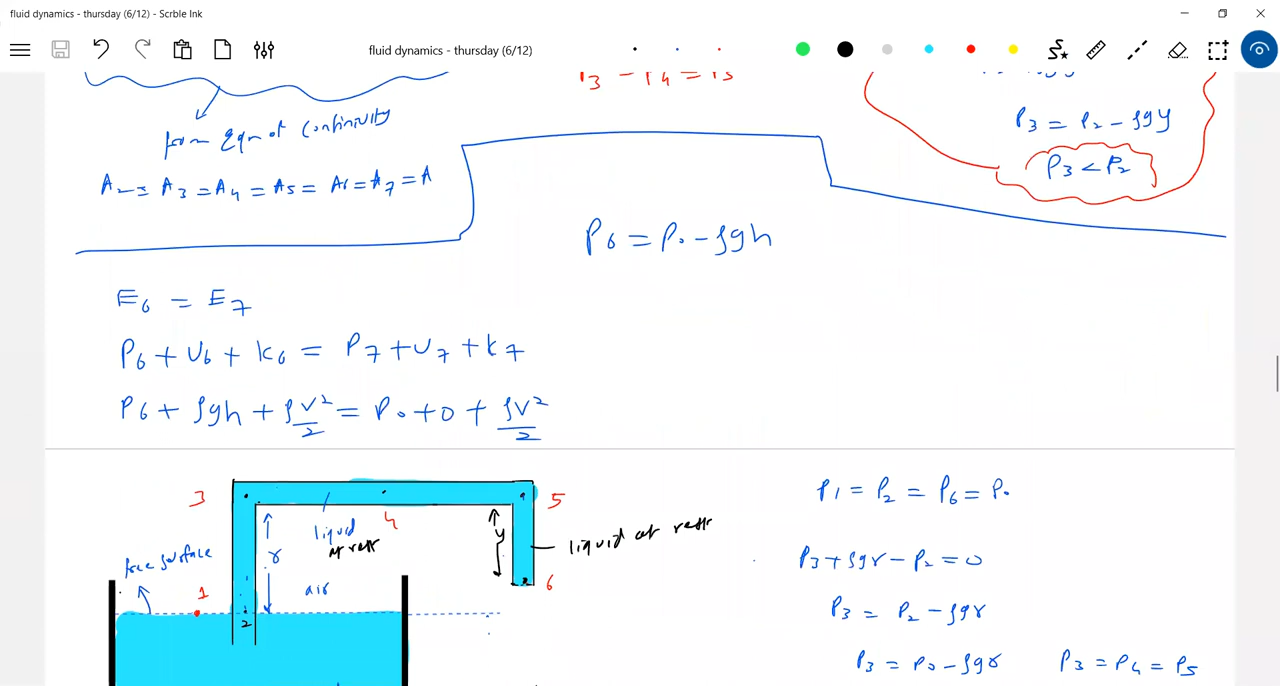 fluid dynamics - thursday (6/12) - Scrble Ink
fluid dynamics - thursday (6/12)
P3 - P4 = P5
from Eqn of Continuity
A2 = A3 = A4 = A5 = A6 = A7 = A
P3 = P2 - ρgy
P3 < P2
P6 = P0 - ρgh
E6 = E7
P6 + U6 + K6 = P7 + U7 + K7
P6 + ρgh + ρV²/2 = P0 + 0 + ρV²/2
3
4
5
liquid
at rest
liquid at rest
y
r
free surface
air
1
2
6
P1 = P2 = P6 = P0
P3 + ρgr - P2 = 0
P3 = P2 - ρgr
P3 = P0 - ρgr
P3 = P4 = P5